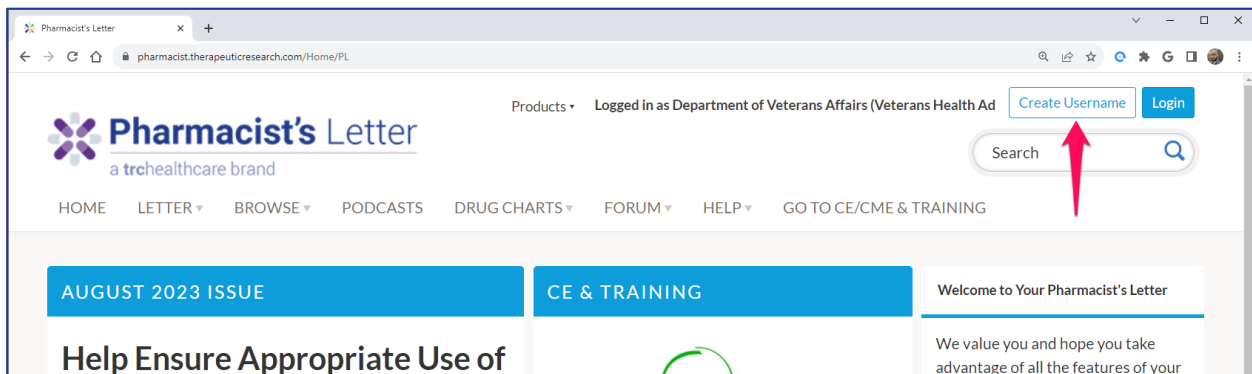 Pharmacist's Letter
pharmacist.therapeuticresearch.com/Home/PL
Products
Logged in as Department of Veterans Affairs (Veterans Health Ad
Create Username
Login
Pharmacist's Letter
a trchealthcare brand
Search
HOME LETTER BROWSE PODCASTS DRUG CHARTS FORUM HELP GO TO CE/CME & TRAINING
AUGUST 2023 ISSUE
Help Ensure Appropriate Use of
CE & TRAINING
Welcome to Your Pharmacist's Letter
We value you and hope you take
advantage of all the features of your